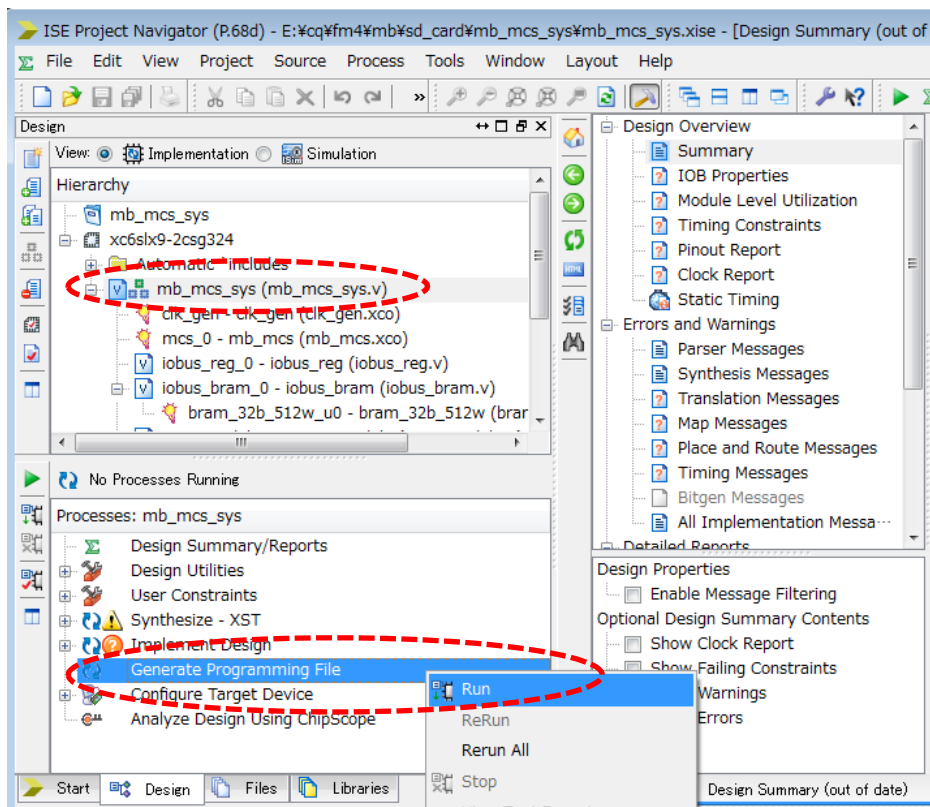 ISE Project Navigator (P.68d) - E:¥cq¥fm4¥mb¥sd_card¥mb_mcs_sys¥mb_mcs_sys.xise - [Design Summary (out of
File Edit View Project Source Process Tools Window Layout Help
Design
View: Implementation Simulation
Hierarchy
mb_mcs_sys
xc6slx9-2csg324
Automatic `includes
mb_mcs_sys (mb_mcs_sys.v)
clk_gen - clk_gen (clk_gen.xco)
mcs_0 - mb_mcs (mb_mcs.xco)
iobus_reg_0 - iobus_reg (iobus_reg.v)
iobus_bram_0 - iobus_bram (iobus_bram.v)
bram_32b_512w_u0 - bram_32b_512w (brar
No Processes Running
Processes: mb_mcs_sys
Design Summary/Reports
Design Utilities
User Constraints
Synthesize - XST
Implement Design
Generate Programming File
Configure Target Device
Analyze Design Using ChipScope
Run
ReRun
Rerun All
Stop
Start Design Files Libraries
Design Overview
Summary
IOB Properties
Module Level Utilization
Timing Constraints
Pinout Report
Clock Report
Static Timing
Errors and Warnings
Parser Messages
Synthesis Messages
Translation Messages
Map Messages
Place and Route Messages
Timing Messages
Bitgen Messages
All Implementation Messa…
Detailed Reports
Design Properties
Enable Message Filtering
Optional Design Summary Contents
Show Clock Report
Show Failing Constraints
Warnings
Errors
Design Summary (out of date)